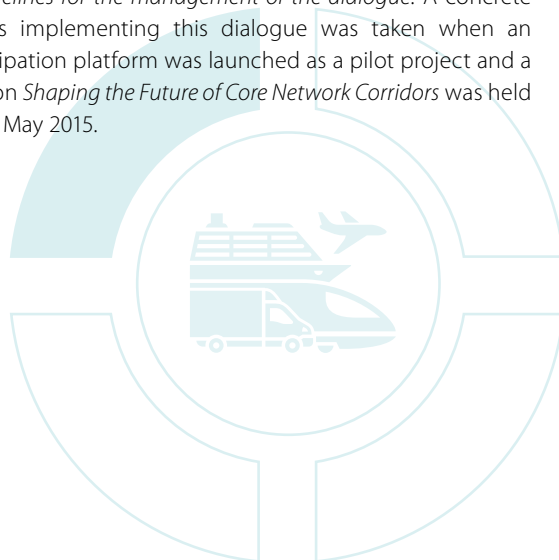 elines for the management of the dialogue. A concrete
s implementing this dialogue was taken when an
ipation platform was launched as a pilot project and a
on Shaping the Future of Core Network Corridors was held
May 2015.